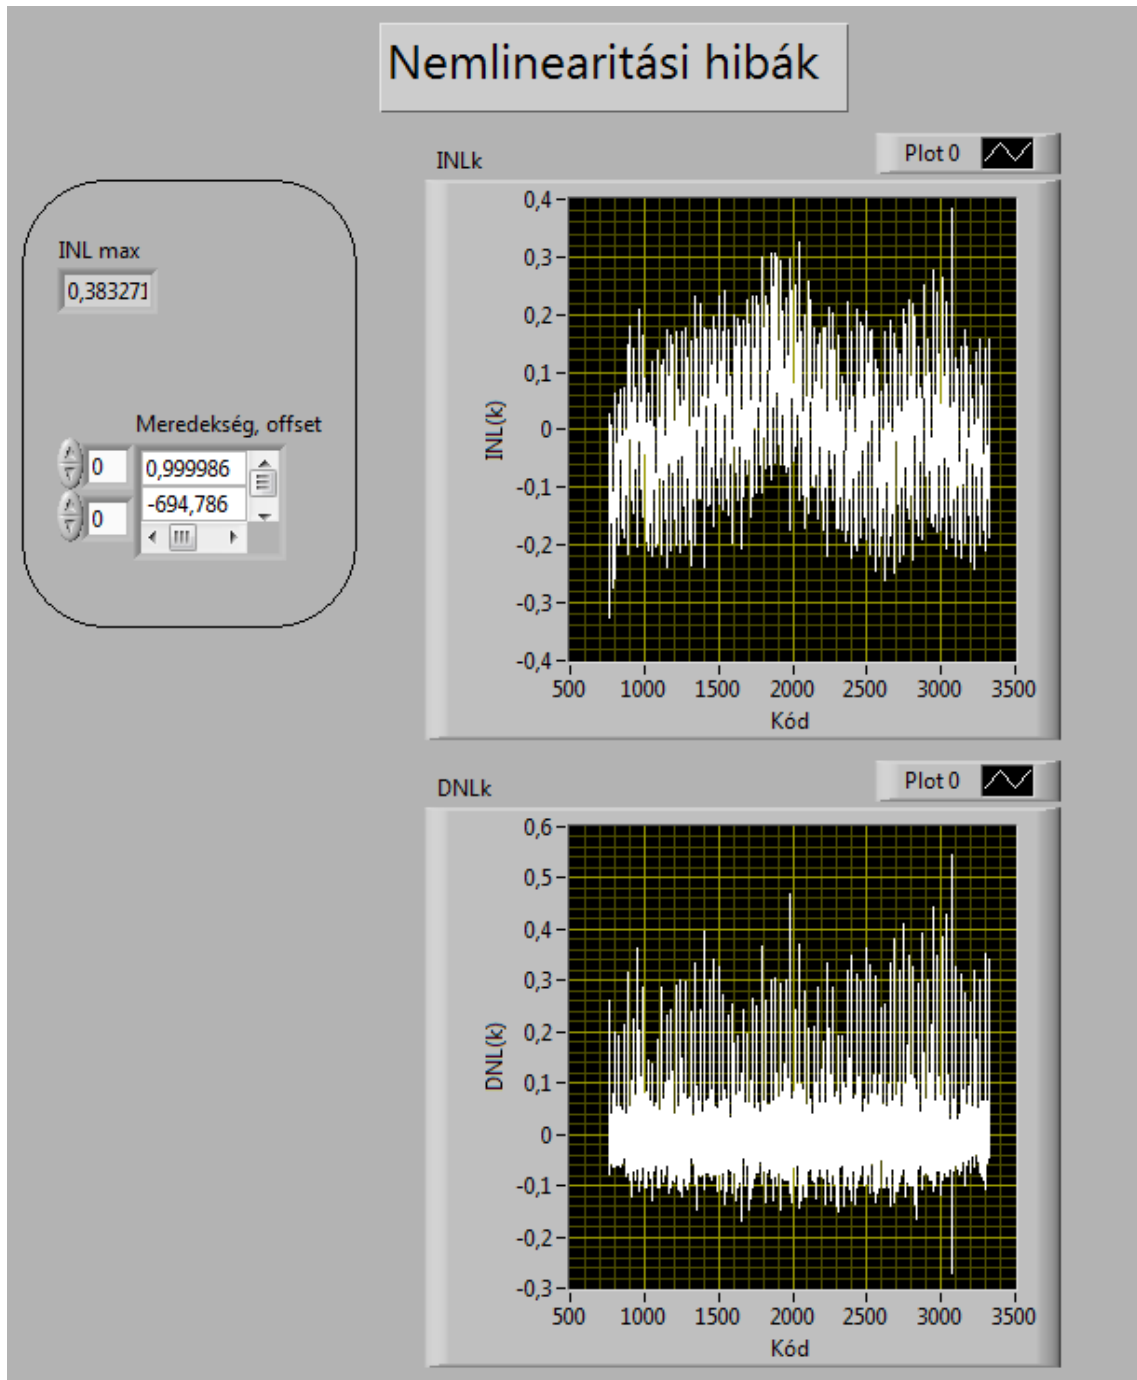 Nemlinearitási hibák
INLk
Plot 0
INL max
0,383271
Meredekség, offset
0
0,999986
0
-694,786
INL(k)
0,4
0,3
0,2
0,1
0
-0,1
-0,2
-0,3
-0,4
500 1000 1500 2000 2500 3000 3500
Kód
DNLk
Plot 0
DNL(k)
0,6
0,5
0,4
0,3
0,2
0,1
0
-0,1
-0,2
-0,3
500 1000 1500 2000 2500 3000 3500
Kód